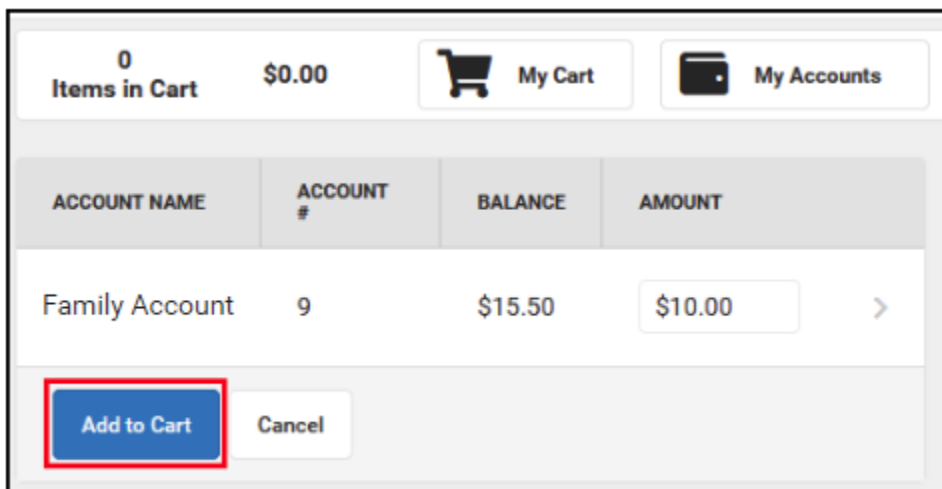 0
Items in Cart
$0.00
My Cart
My Accounts
ACCOUNT NAME
ACCOUNT
#
BALANCE
AMOUNT
Family Account
9
$15.50
$10.00
Add to Cart
Cancel